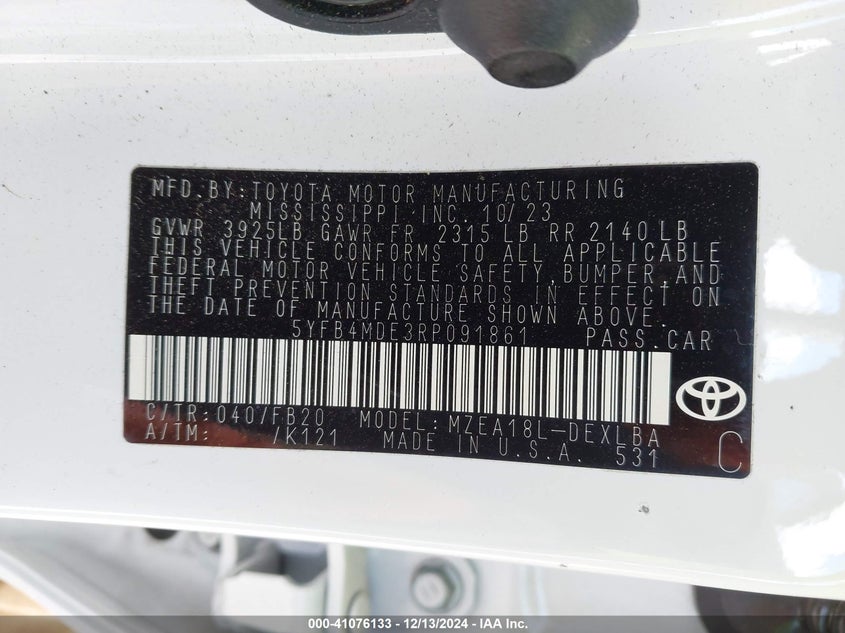 MFD. BY: TOYOTA MOTOR MANUFACTURING
MISSISSIPPI INC. 10/23
GVWR 3925LB GAWR FR 2315 LB RR 2140 LB
THIS VEHICLE CONFORMS TO ALL APPLICABLE
FEDERAL MOTOR VEHICLE SAFETY, BUMPER, AND
THEFT PREVENTION STANDARDS IN EFFECT ON
THE DATE OF MANUFACTURE SHOWN ABOVE.
5YFB4MDE3RP091861 PASS. CAR
C/TR: 040/FB20 MODEL: MZEA18L-DEXLBA
A/TM: /K121 MADE IN U.S.A. 531 C
000-41076133 - 12/13/2024 - IAA Inc.